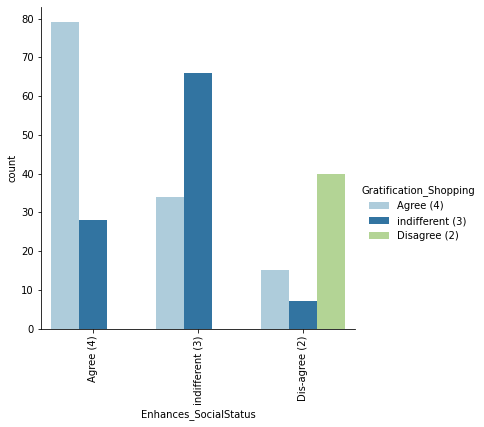 80
70
60
50
40
30
20
10
0
count
Agree (4)
indifferent (3)
Dis-agree (2)
Enhances_SocialStatus
Gratification_Shopping
Agree (4)
indifferent (3)
Disagree (2)